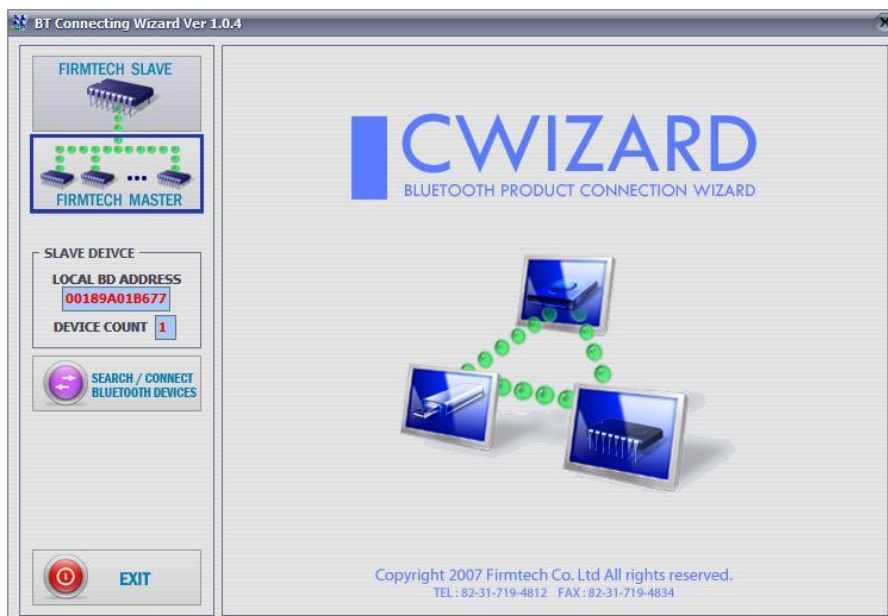 BT Connecting Wizard Ver 1.0.4
FIRMTECH SLAVE
FIRMTECH MASTER
SLAVE DEIVCE
LOCAL BD ADDRESS
00189A01B677
DEVICE COUNT 1
SEARCH / CONNECT
BLUETOOTH DEVICES
EXIT
CWIZARD
BLUETOOTH PRODUCT CONNECTION WIZARD
Copyright 2007 Firmtech Co. Ltd All rights reserved.
TEL : 82-31-719-4812 FAX : 82-31-719-4834